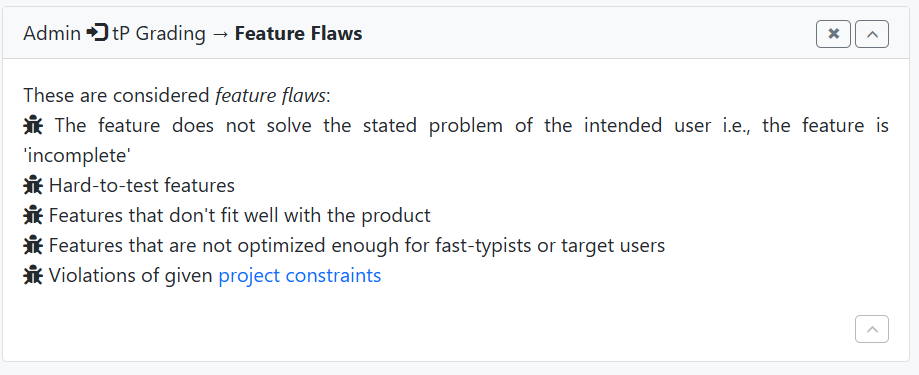 Admin tP Grading → Feature Flaws
These are considered feature flaws:
The feature does not solve the stated problem of the intended user i.e., the feature is
'incomplete'
Hard-to-test features
Features that don't fit well with the product
Features that are not optimized enough for fast-typists or target users
Violations of given project constraints